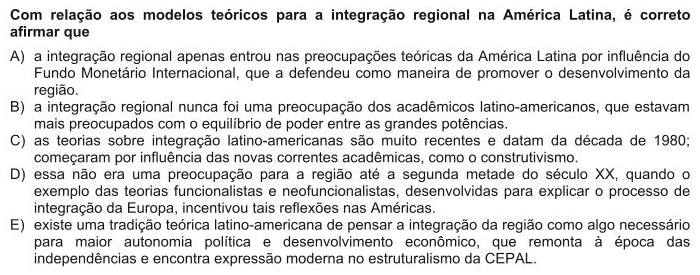 Com relação aos modelos teóricos para a integração regional na América Latina, é correto
afirmar que
A) a integração regional apenas entrou nas preocupações teóricas da América Latina por influência do
Fundo Monetário Internacional, que a defendeu como maneira de promover o desenvolvimento da
região.
B) a integração regional nunca foi uma preocupação dos acadêmicos latino-americanos, que estavam
mais preocupados com o equilíbrio de poder entre as grandes potências.
C) as teorias sobre integração latino-americanas são muito recentes e datam da década de 1980;
começaram por influência das novas correntes acadêmicas, como o construtivismo.
D) essa não era uma preocupação para a região até a segunda metade do século XX, quando o
exemplo das teorias funcionalistas e neofuncionalistas, desenvolvidas para explicar o processo de
integração da Europa, incentivou tais reflexões nas Américas.
E) existe uma tradição teórica latino-americana de pensar a integração da região como algo necessário
para maior autonomia política e desenvolvimento econômico, que remonta à época das
independências e encontra expressão moderna no estruturalismo da CEPAL.